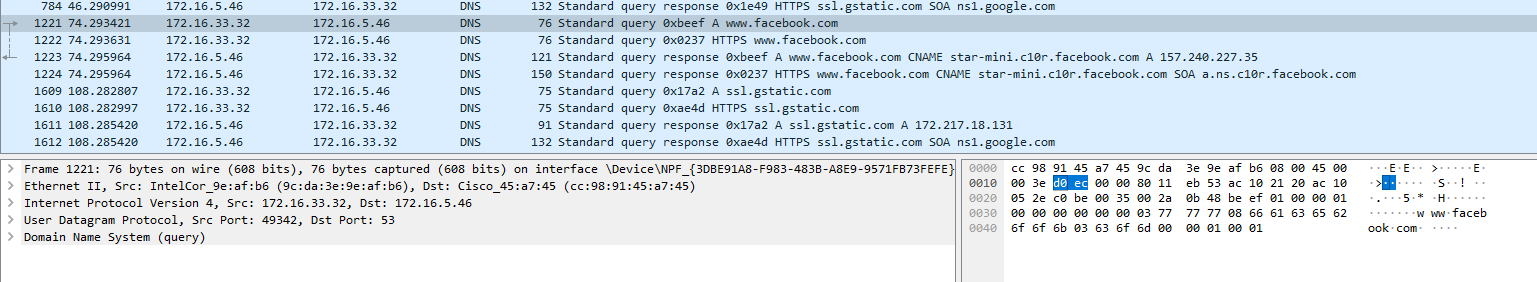 784 46.290991 172.16.5.46 172.16.33.32 DNS 132 Standard query response 0x1e49 HTTPS ssl.gstatic.com SOA ns1.google.com
1221 74.293421 172.16.33.32 172.16.5.46 DNS 76 Standard query 0xbeef A www.facebook.com
1222 74.293631 172.16.33.32 172.16.5.46 DNS 76 Standard query 0x0237 HTTPS www.facebook.com
1223 74.295964 172.16.5.46 172.16.33.32 DNS 121 Standard query response 0xbeef A www.facebook.com CNAME star-mini.c10r.facebook.com A 157.240.227.35
1224 74.295964 172.16.5.46 172.16.33.32 DNS 150 Standard query response 0x0237 HTTPS www.facebook.com CNAME star-mini.c10r.facebook.com SOA a.ns.c10r.facebook.com
1609 108.282807 172.16.33.32 172.16.5.46 DNS 75 Standard query 0x17a2 A ssl.gstatic.com
1610 108.282997 172.16.33.32 172.16.5.46 DNS 75 Standard query 0xae4d HTTPS ssl.gstatic.com
1611 108.285420 172.16.5.46 172.16.33.32 DNS 91 Standard query response 0x17a2 A ssl.gstatic.com A 172.217.18.131
1612 108.285420 172.16.5.46 172.16.33.32 DNS 132 Standard query response 0xae4d HTTPS ssl.gstatic.com SOA ns1.google.com
Frame 1221: 76 bytes on wire (608 bits), 76 bytes captured (608 bits) on interface \Device\NPF_{3DBE91A8-F983-483B-A8E9-9571FB73FEFE}
Ethernet II, Src: IntelCor_9e:af:b6 (9c:da:3e:9e:af:b6), Dst: Cisco_45:a7:45 (cc:98:91:45:a7:45)
Internet Protocol Version 4, Src: 172.16.33.32, Dst: 172.16.5.46
User Datagram Protocol, Src Port: 49342, Dst Port: 53
Domain Name System (query)
0000 cc 98 91 45 a7 45 9c da 3e 9e af b6 08 00 45 00 ···E·E·· >·····E·
0010 00 3e d0 ec 00 00 80 11 eb 53 ac 10 21 20 ac 10 ·>······ ·S··! ··
0020 05 2e c0 be 00 35 00 2a 0b 48 be ef 01 00 00 01 ·.···5·* ·H······
0030 00 00 00 00 00 00 03 77 77 77 08 66 61 63 65 62 ·······w ww·faceb
0040 6f 6f 6b 03 63 6f 6d 00 00 01 00 01 ook·com· ····